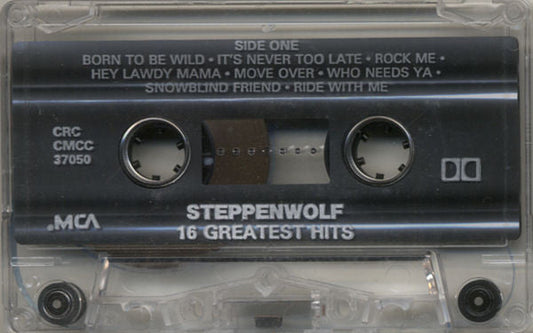 SIDE ONE
BORN TO BE WILD • IT'S NEVER TOO LATE • ROCK ME •
HEY LAWDY MAMA • MOVE OVER • WHO NEEDS YA •
SNOWBLIND FRIEND • RIDE WITH ME
CRC
CMCC
37050
.MCA
STEPPENWOLF
16 GREATEST HITS